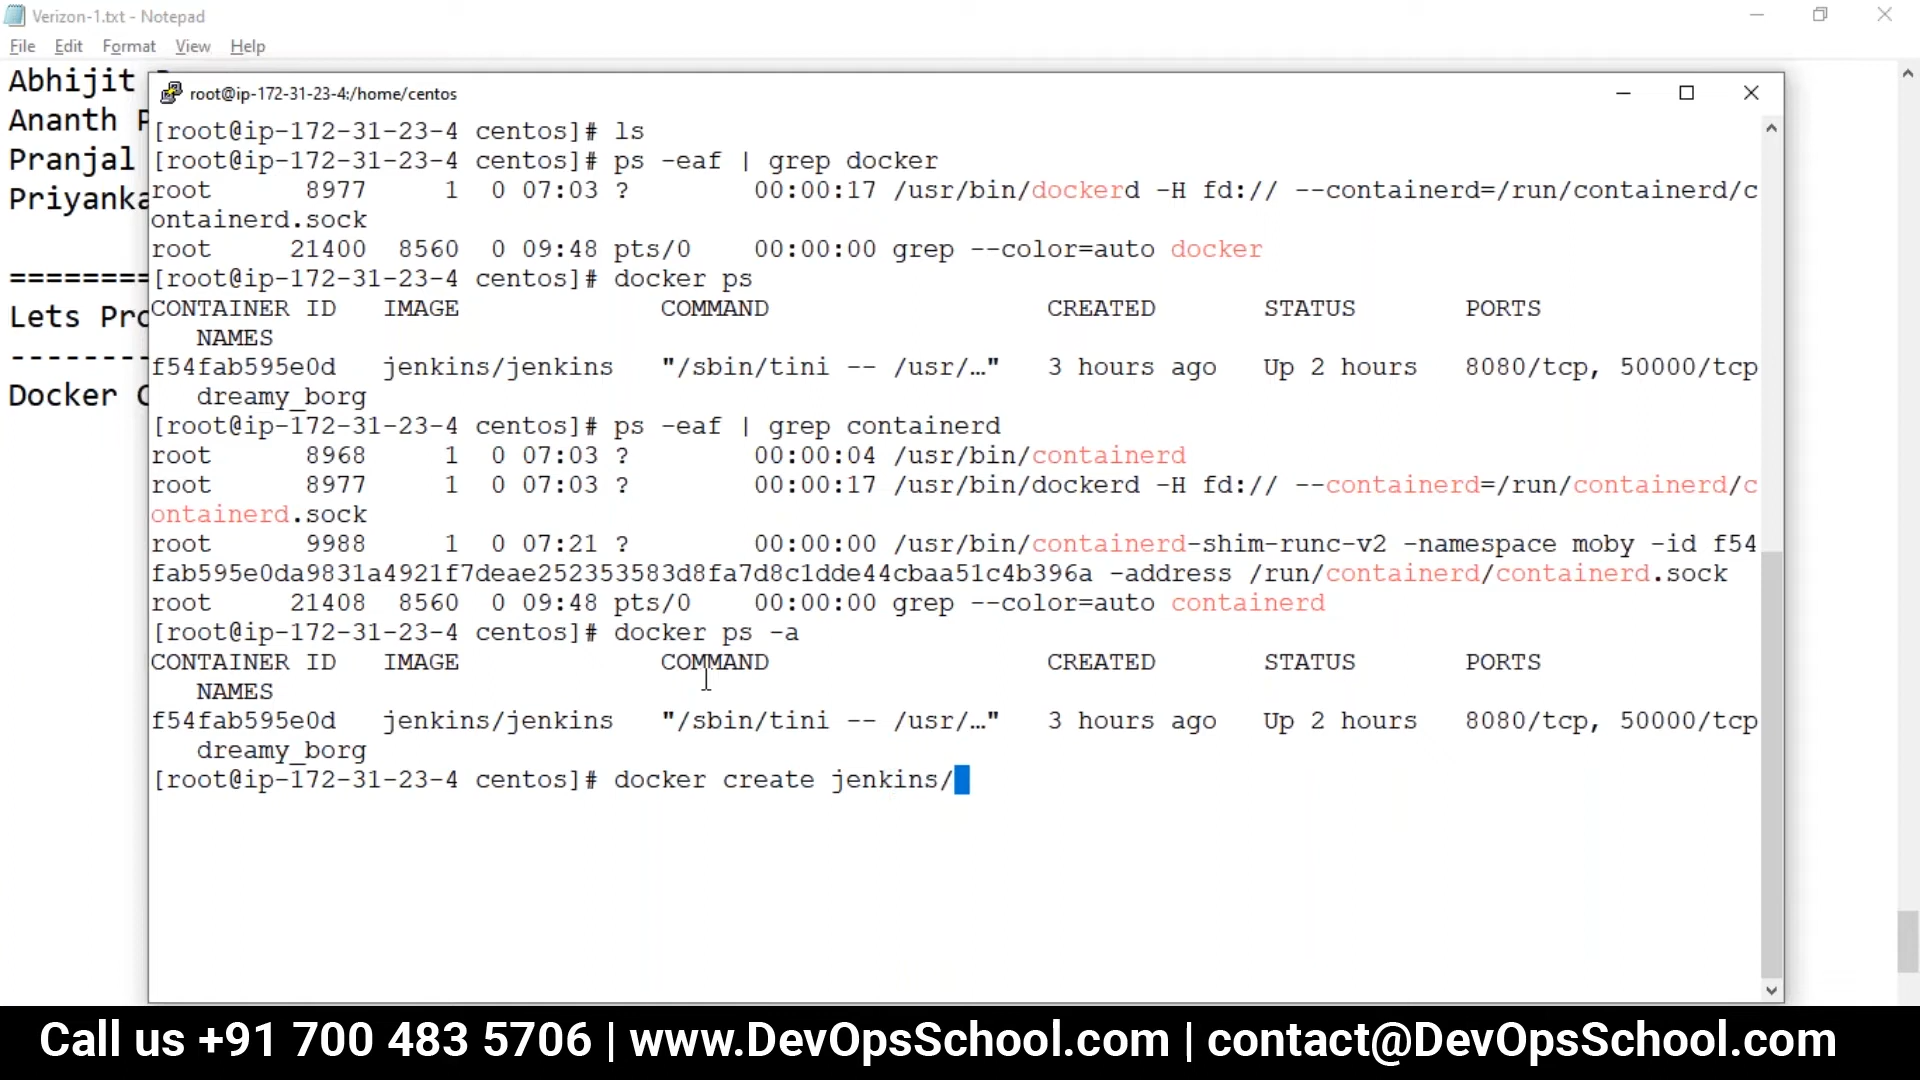 Verizon-1.txt - Notepad
File Edit Format View Help
Abhijit
Ananth
Pranjal
Priyanka
=========
Lets
---------
Docker
root@ip-172-31-23-4:/home/centos
[root@ip-172-31-23-4 centos]# ls
[root@ip-172-31-23-4 centos]# ps -eaf | grep docker
root 8977 1 0 07:03 ? 00:00:17 /usr/bin/dockerd -H fd:// --containerd=/run/containerd/c
ontainerd.sock
root 21400 8560 0 09:48 pts/0 00:00:00 grep --color=auto docker
[root@ip-172-31-23-4 centos]# docker ps
CONTAINER ID IMAGE COMMAND CREATED STATUS PORTS
NAMES
f54fab595e0d jenkins/jenkins "/sbin/tini -- /usr/…" 3 hours ago Up 2 hours 8080/tcp, 50000/tcp
dreamy_borg
[root@ip-172-31-23-4 centos]# ps -eaf | grep containerd
root 8968 1 0 07:03 ? 00:00:04 /usr/bin/containerd
root 8977 1 0 07:03 ? 00:00:17 /usr/bin/dockerd -H fd:// --containerd=/run/containerd/c
ontainerd.sock
root 9988 1 0 07:21 ? 00:00:00 /usr/bin/containerd-shim-runc-v2 -namespace moby -id f54
fab595e0da9831a4921f7deae252353583d8fa7d8c1dde44cbaa51c4b396a -address /run/containerd/containerd.sock
root 21408 8560 0 09:48 pts/0 00:00:00 grep --color=auto containerd
[root@ip-172-31-23-4 centos]# docker ps -a
CONTAINER ID IMAGE COMMAND CREATED STATUS PORTS
NAMES
f54fab595e0d jenkins/jenkins "/sbin/tini -- /usr/…" 3 hours ago Up 2 hours 8080/tcp, 50000/tcp
dreamy_borg
[root@ip-172-31-23-4 centos]# docker create jenkins/
Call us +91 700 483 5706 | www.DevOpsSchool.com | contact@DevOpsSchool.com